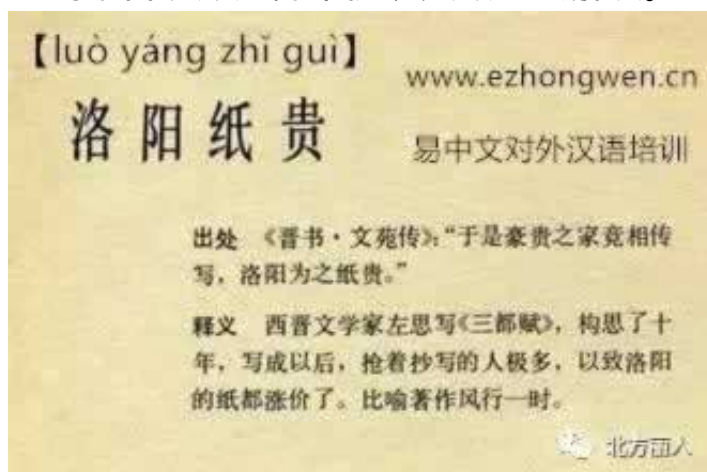 【luò yáng zhǐ guì】
www.ezhongwen.cn
洛阳纸贵
易中文对外汉语培训
出处 《晋书·文苑传》：“于是豪贵之家竞相传
写，洛阳为之纸贵。”
释义 西晋文学家左思写《三都赋》，构思了十
年，写成以后，抢着抄写的人极多，以致洛阳
的纸都涨价了。比喻著作风行一时。
北方丽人